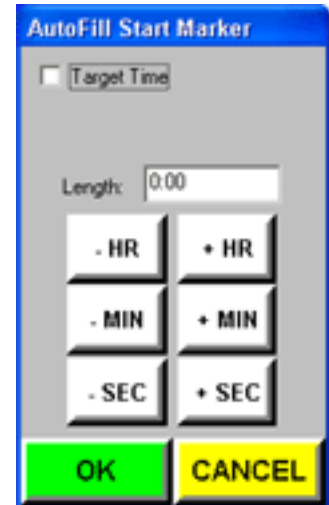 AutoFill Start Marker
Target Time
Length: 0:00
- HR + HR
- MIN + MIN
- SEC + SEC
OK CANCEL